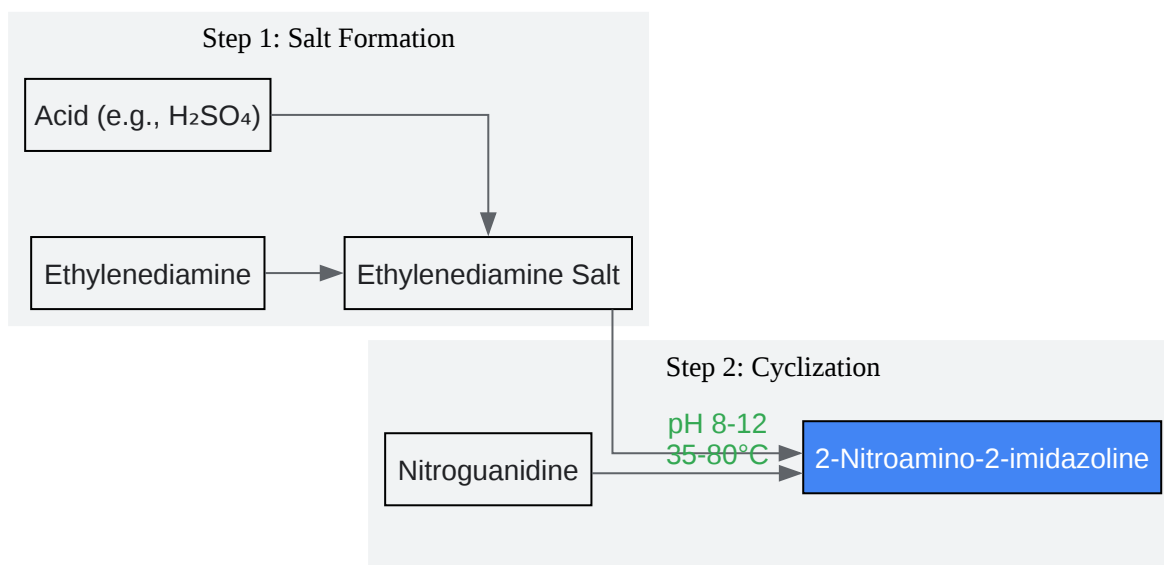 Step 1: Salt Formation
Acid (e.g., H₂SO₄)
Ethylenediamine
Ethylenediamine Salt
Step 2: Cyclization
pH 8-12
35-80°C
Nitroguanidine
2-Nitroamino-2-imidazoline